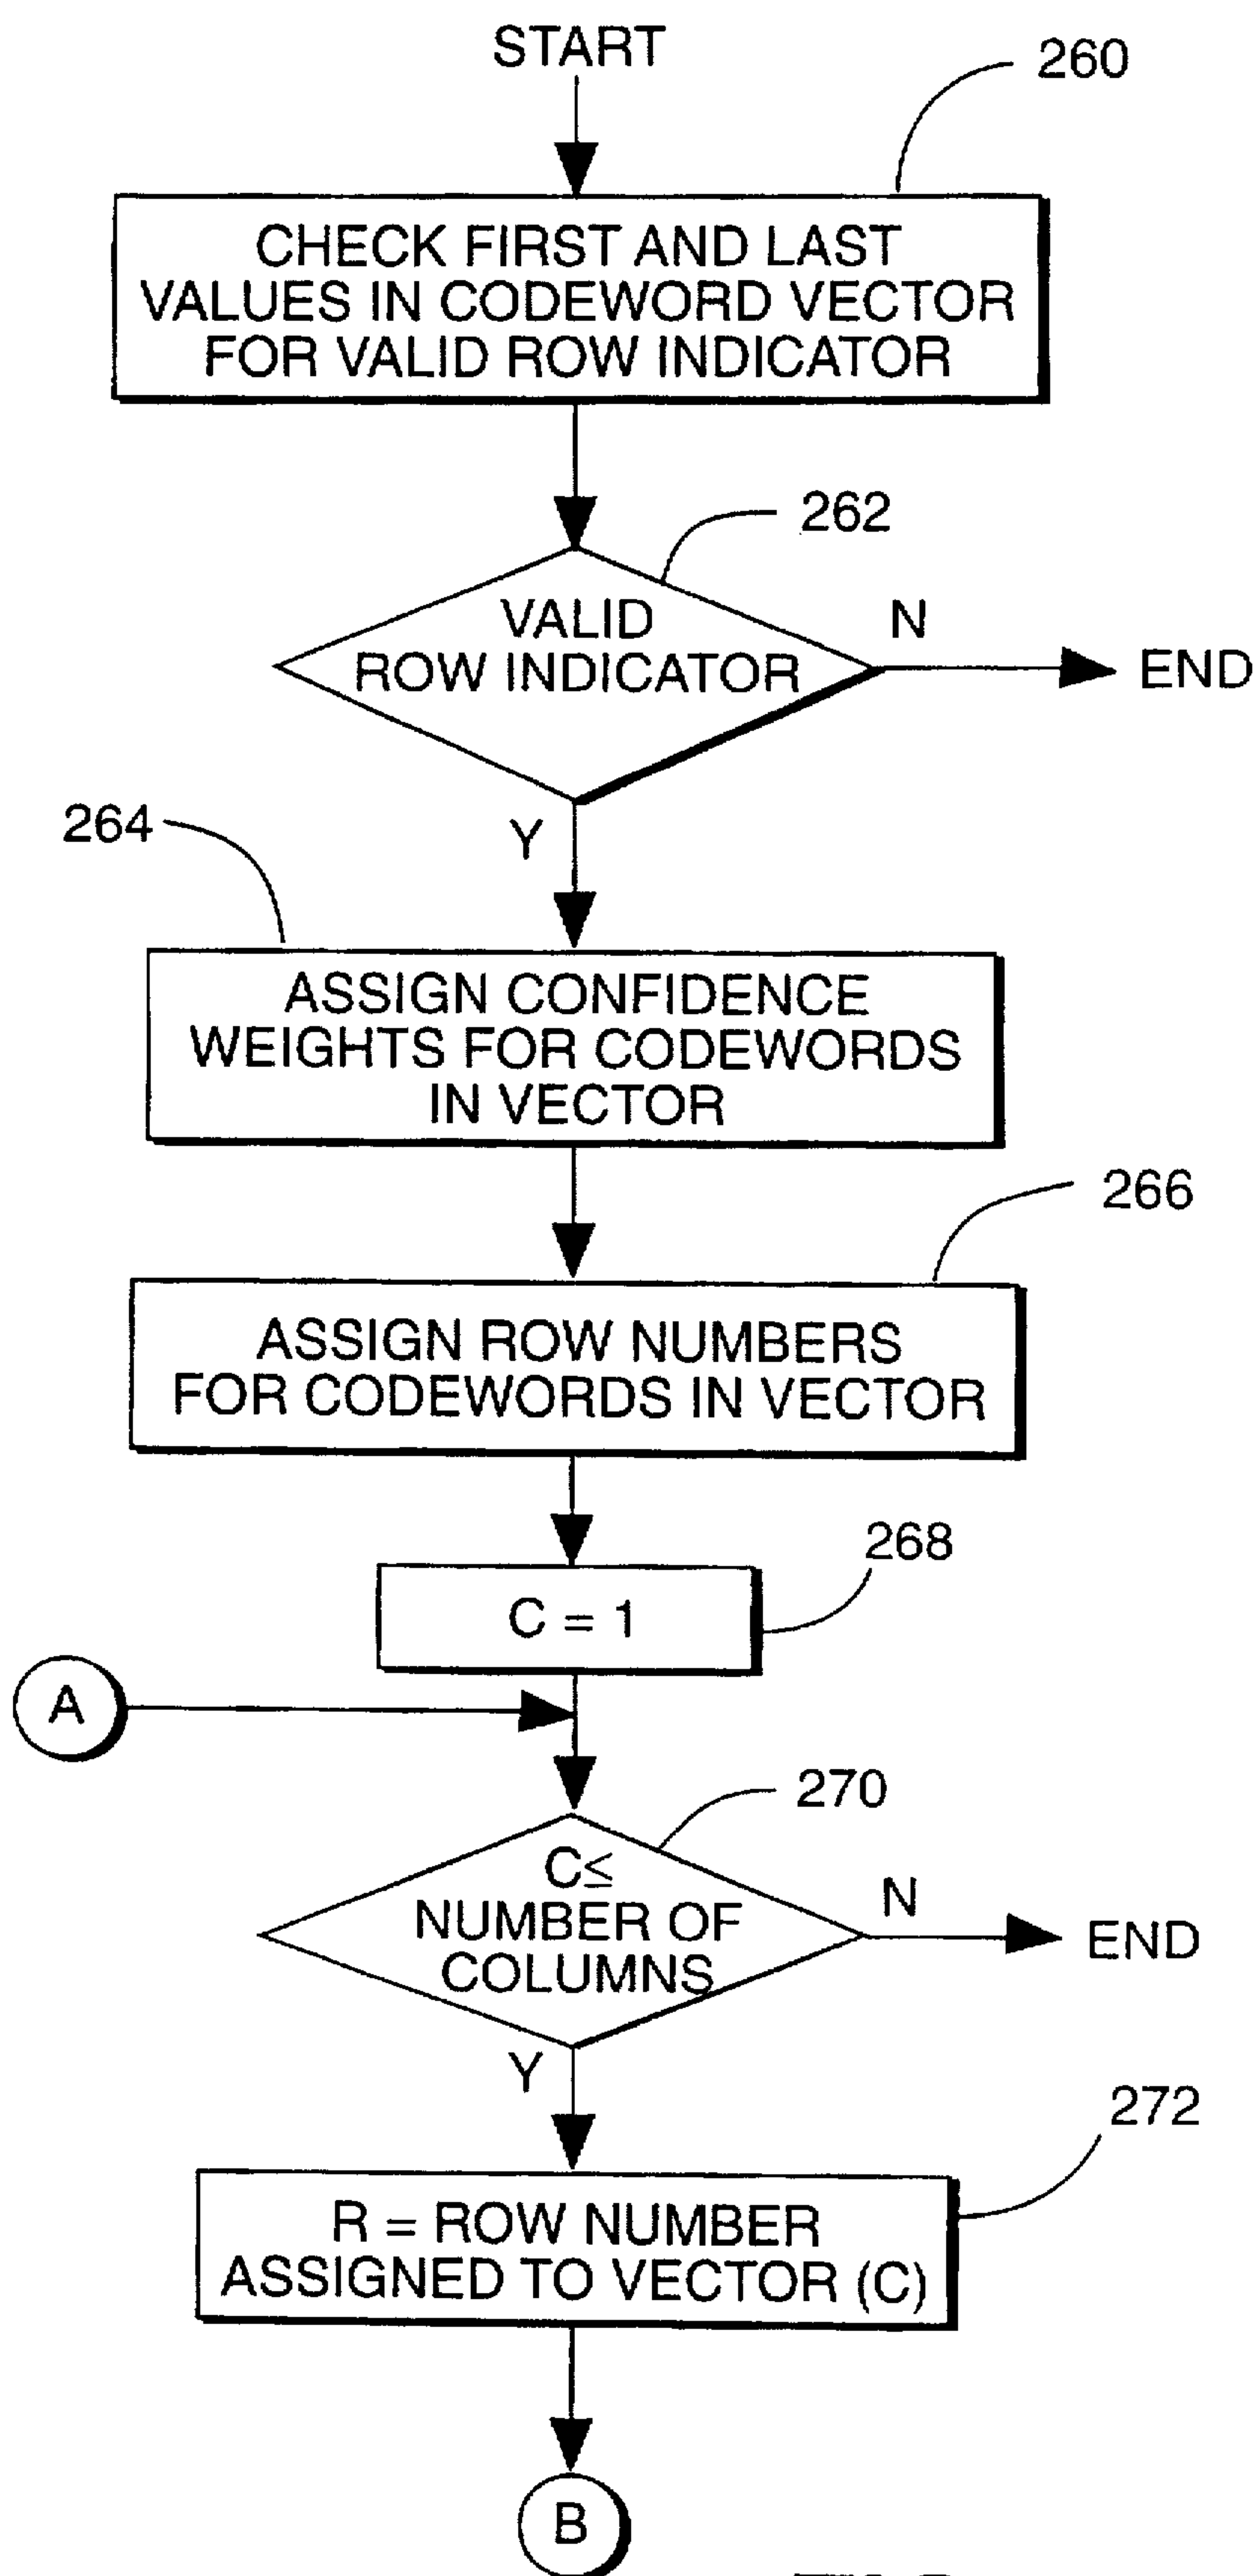 START
260
CHECK FIRST AND LAST
VALUES IN CODEWORD VECTOR
FOR VALID ROW INDICATOR
262
VALID
ROW INDICATOR
N
END
264
Y
ASSIGN CONFIDENCE
WEIGHTS FOR CODEWORDS
IN VECTOR
266
ASSIGN ROW NUMBERS
FOR CODEWORDS IN VECTOR
268
C = 1
A
270
C≤
NUMBER OF
COLUMNS
N
END
Y
272
R = ROW NUMBER
ASSIGNED TO VECTOR (C)
B